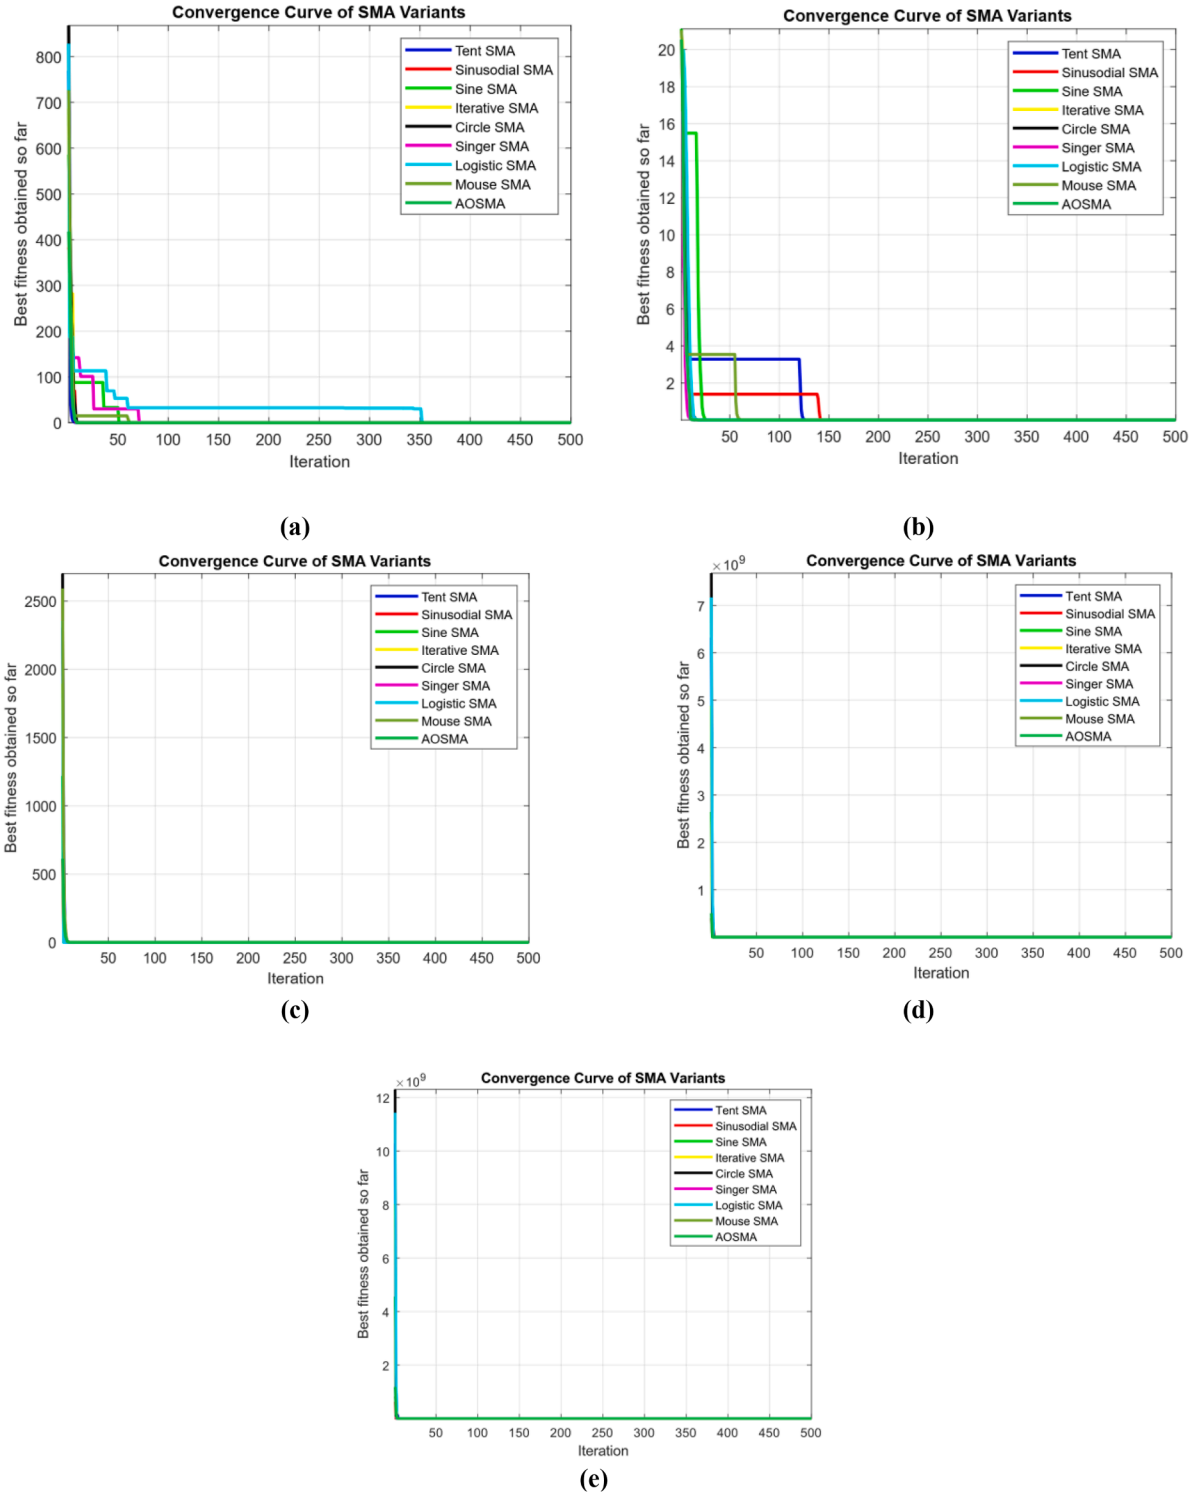 Convergence Curve of SMA Variants
Best fitness obtained so far
800
700
600
500
400
300
200
100
0
50 100 150 200 250 300 350 400 450 500
Iteration
Tent SMA
Sinusodial SMA
Sine SMA
Iterative SMA
Circle SMA
Singer SMA
Logistic SMA
Mouse SMA
AOSMA
(a)
Convergence Curve of SMA Variants
Best fitness obtained so far
20
18
16
14
12
10
8
6
4
2
50 100 150 200 250 300 350 400 450 500
Iteration
Tent SMA
Sinusodial SMA
Sine SMA
Iterative SMA
Circle SMA
Singer SMA
Logistic SMA
Mouse SMA
AOSMA
(b)
Convergence Curve of SMA Variants
Best fitness obtained so far
2500
2000
1500
1000
500
0
50 100 150 200 250 300 350 400 450 500
Iteration
Tent SMA
Sinusodial SMA
Sine SMA
Iterative SMA
Circle SMA
Singer SMA
Logistic SMA
Mouse SMA
AOSMA
(c)
×10⁹
Convergence Curve of SMA Variants
Best fitness obtained so far
7
6
5
4
3
2
1
50 100 150 200 250 300 350 400 450 500
Iteration
Tent SMA
Sinusodial SMA
Sine SMA
Iterative SMA
Circle SMA
Singer SMA
Logistic SMA
Mouse SMA
AOSMA
(d)
×10⁹
Convergence Curve of SMA Variants
Best fitness obtained so far
12
10
8
6
4
2
50 100 150 200 250 300 350 400 450 500
Iteration
Tent SMA
Sinusodial SMA
Sine SMA
Iterative SMA
Circle SMA
Singer SMA
Logistic SMA
Mouse SMA
AOSMA
(e)